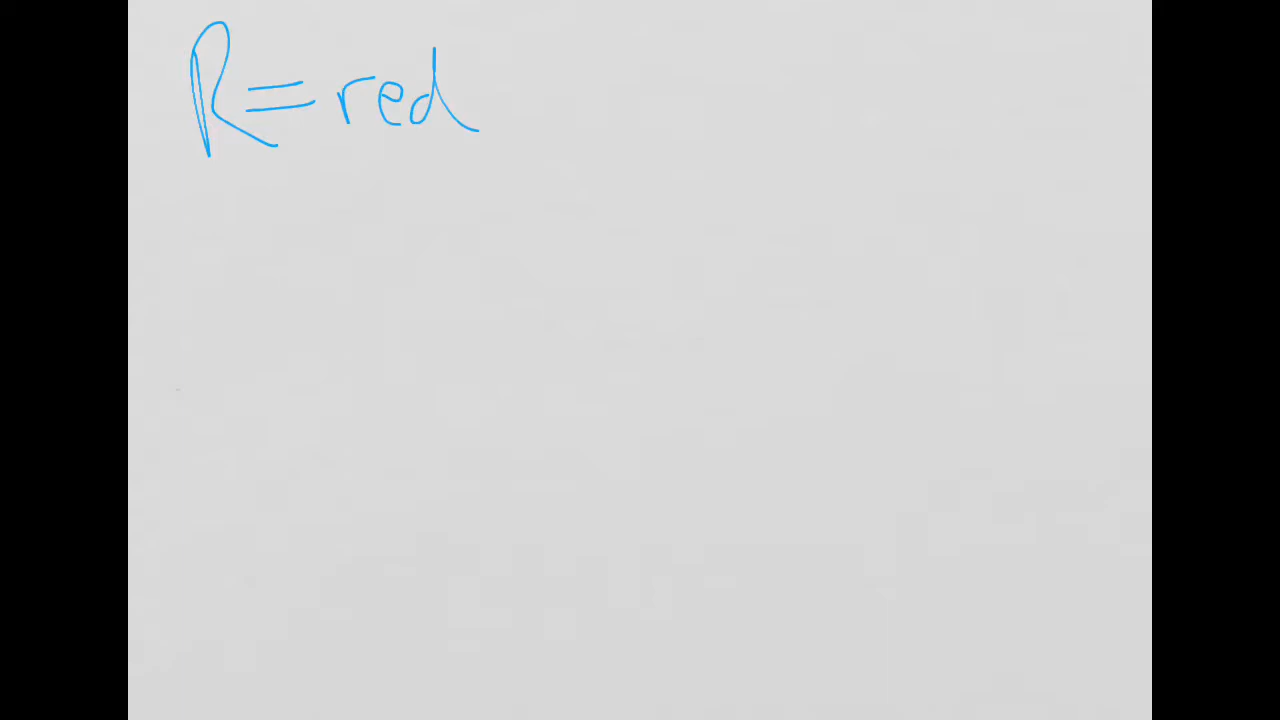 R = red